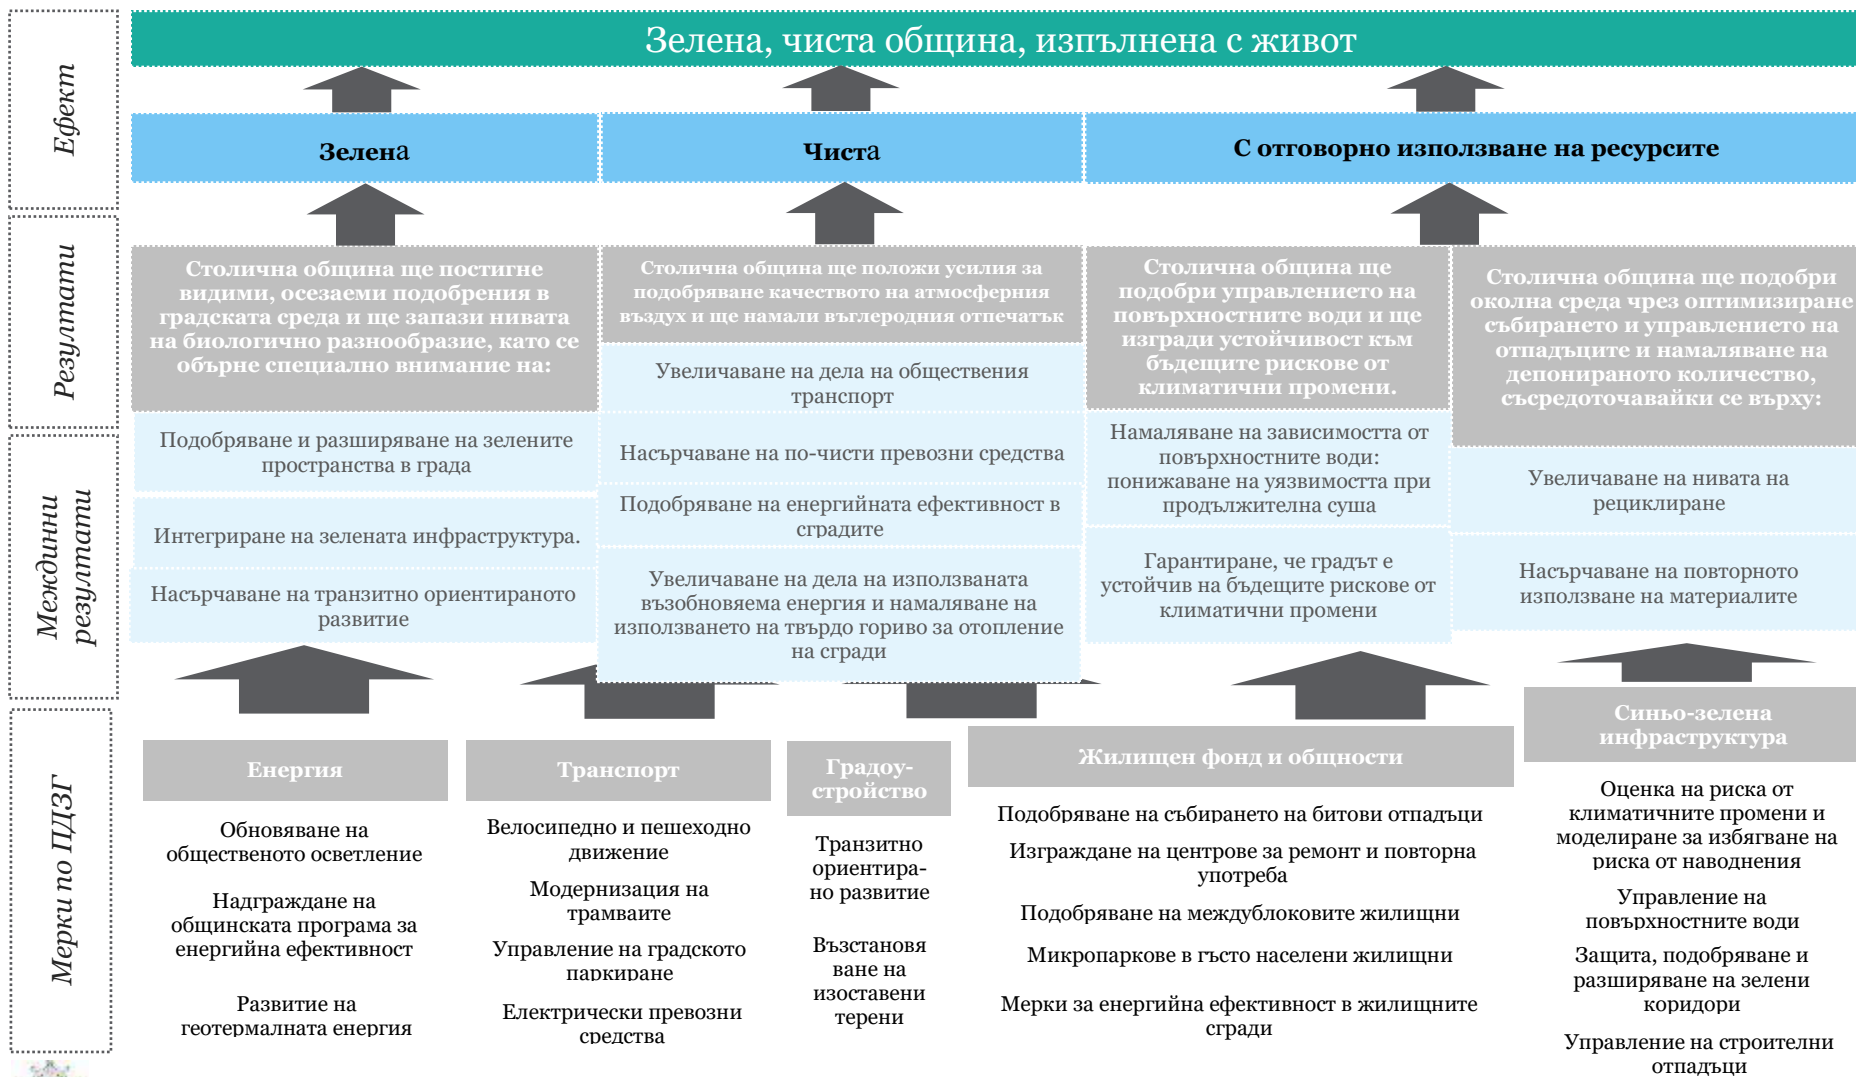 Ефект
Зелена, чиста община, изпълнена с живот
Зелена
Чиста
С отговорно използване на ресурсите
Резултати
Столична община ще постигне
видими, осезаеми подобрения в
градската среда и ще запази нивата
на биологично разнообразие, като се
обърне специално внимание на:
Столична община ще положи усилия за
подобряване качеството на атмосферния
въздух и ще намали въглеродния отпечатък
Столична община ще
подобри управлението на
повърхностните води и ще
изгради устойчивост към
бъдещите рискове от
климатични промени.
Столична община ще подобри
околна среда чрез оптимизиране
събирането и управлението на
отпадъците и намаляване на
депонираното количество,
съсредоточавайки се върху:
Междинни
резултати
Подобряване и разширяване на зелените
пространства в града
Интегриране на зелената инфраструктура.
Насърчаване на транзитно ориентираното
развитие
Увеличаване на дела на обществения
транспорт
Насърчаване на по-чисти превозни средства
Подобряване на енергийната ефективност в
сградите
Увеличаване на дела на използваната
възобновяема енергия и намаляване на
използването на твърдо гориво за отопление
на сгради
Намаляване на зависимостта от
повърхностните води:
понижаване на уязвимостта при
продължителна суша
Гарантиране, че градът е
устойчив на бъдещите рискове от
климатични промени
Увеличаване на нивата на
рециклиране
Насърчаване на повторното
използване на материалите
Мерки по ПДЗГ
Енергия
Обновяване на
общественото осветление
Надграждане на
общинската програма за
енергийна ефективност
Развитие на
геотермалната енергия
Транспорт
Велосипедно и пешеходно
движение
Модернизация на
трамваите
Управление на градското
паркиране
Електрически превозни
средства
Градоу-
стройство
Транзитно
ориентира-
но развитие
Възстановя
ване на
изоставени
терени
Жилищен фонд и общности
Подобряване на събирането на битови отпадъци
Изграждане на центрове за ремонт и повторна
употреба
Подобряване на междублоковите жилищни
Микропаркове в гъсто населени жилищни
Мерки за енергийна ефективност в жилищните
сгради
Синьо-зелена
инфраструктура
Оценка на риска от
климатичните промени и
моделиране за избягване на
риска от наводнения
Управление на
повърхностните води
Защита, подобряване и
разширяване на зелени
коридори
Управление на строителни
отпадъци